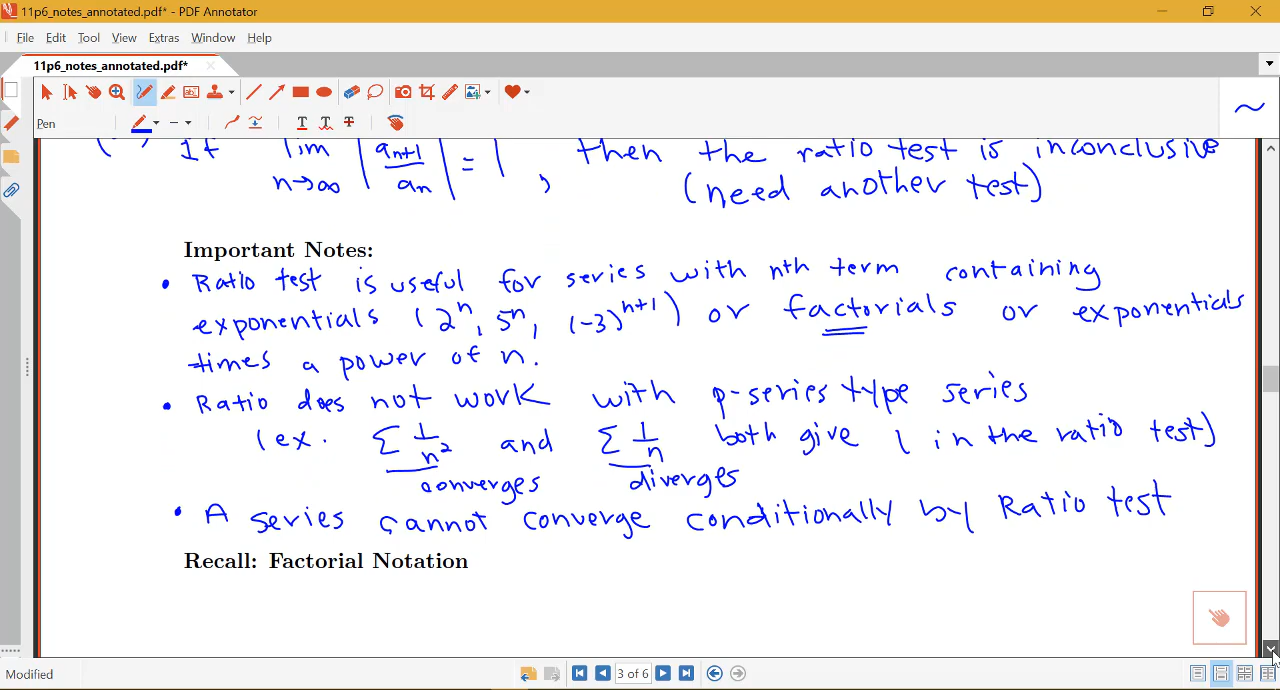 11p6_notes_annotated.pdf* - PDF Annotator
File Edit Tool View Extras Window Help
11p6_notes_annotated.pdf*
Pen
If lim n→∞ |aₙ₊₁/aₙ| = 1, then the ratio test is inconclusive
(need another test)
Important Notes:
• Ratio test is useful for series with nth term containing
exponentials (2ⁿ, 5ⁿ, (-3)ⁿ⁺¹) or factorials or exponentials
times a power of n.
• Ratio does not work with p-series type series
(ex. Σ 1/n² and Σ 1/n both give 1 in the ratio test)
converges diverges
• A series cannot converge conditionally by Ratio test
Recall: Factorial Notation
Modified 3 of 6